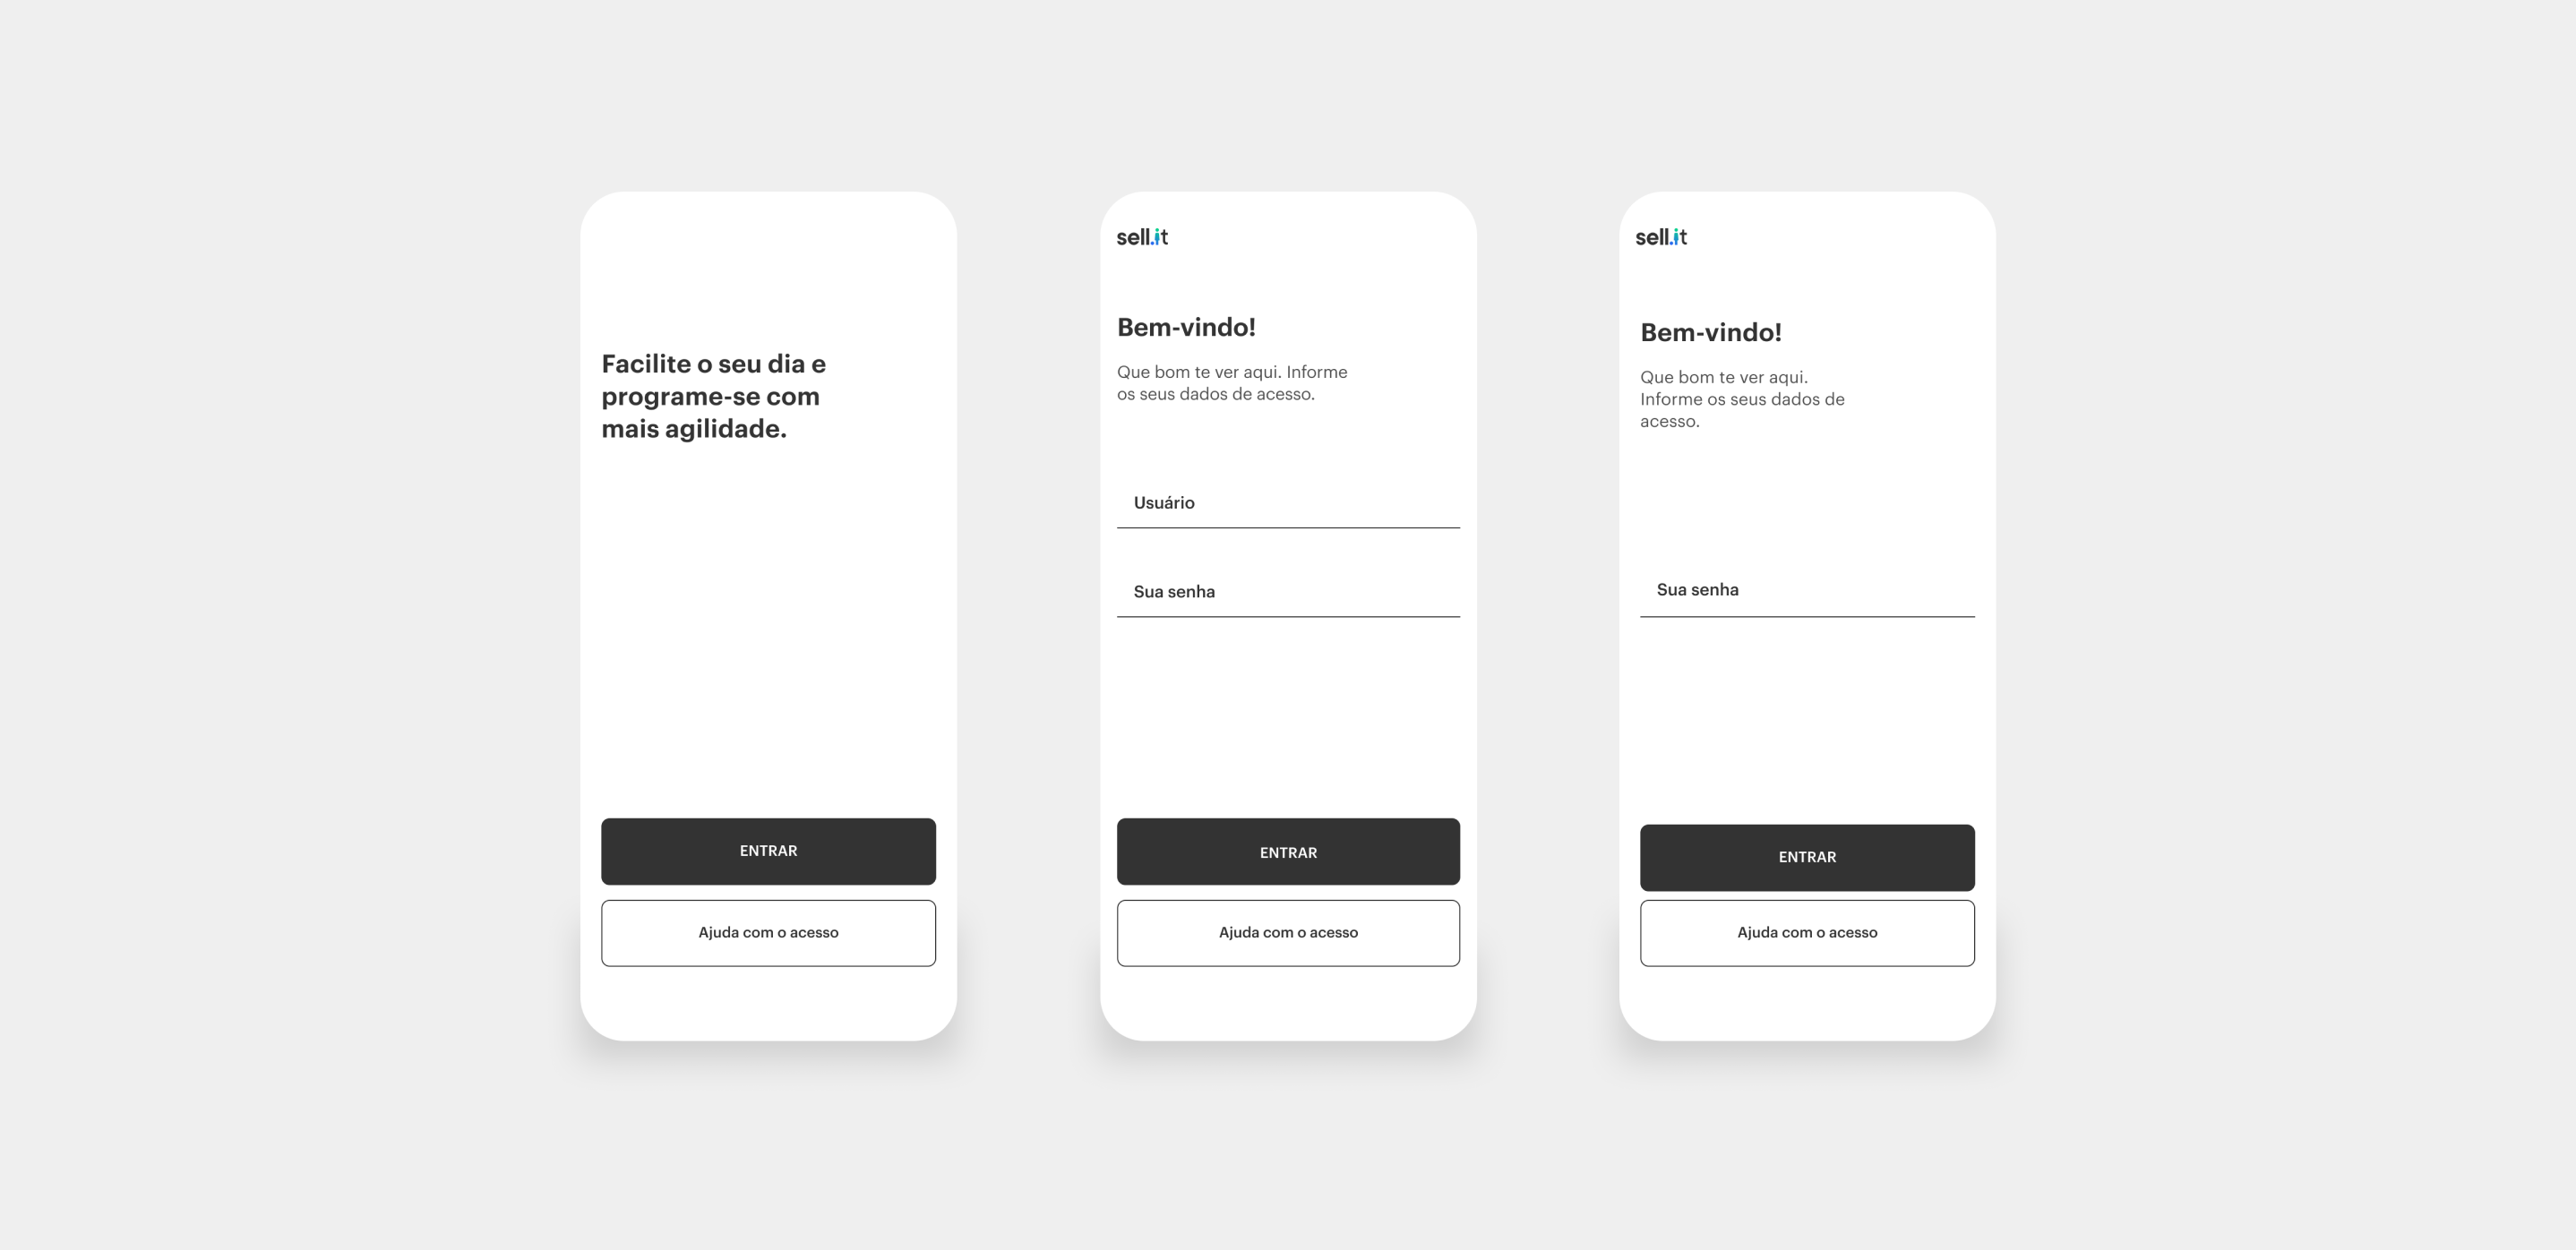 Facilite o seu dia e
programe-se com
mais agilidade.
ENTRAR
Ajuda com o acesso
sell.it
Bem-vindo!
Que bom te ver aqui. Informe
os seus dados de acesso.
Usuário
Sua senha
ENTRAR
Ajuda com o acesso
sell.it
Bem-vindo!
Que bom te ver aqui.
Informe os seus dados de
acesso.
Sua senha
ENTRAR
Ajuda com o acesso